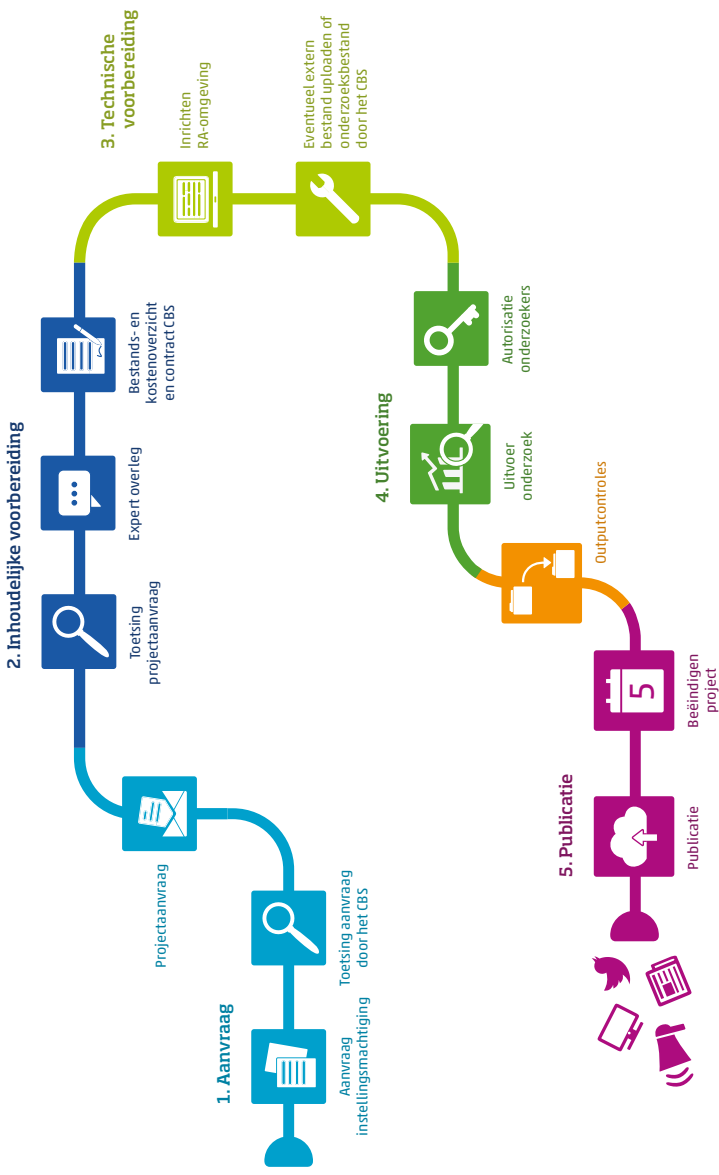 1. Aanvraag
Aanvraag
instellingsmachtiging
Toetsing aanvraag
door het CBS
Projectaanvraag
2. Inhoudelijke voorbereiding
Toetsing
projectaanvraag
Expert overleg
Bestands- en
kostenoverzicht
en contract CBS
3. Technische
voorbereiding
Inrichten
RA-omgeving
Eventueel extern
bestand uploaden of
onderzoeksbestand
door het CBS
4. Uitvoering
Autorisatie
onderzoekers
Uitvoer
onderzoek
Outputcontroles
5. Publicatie
5
Beëindigen
project
Publicatie